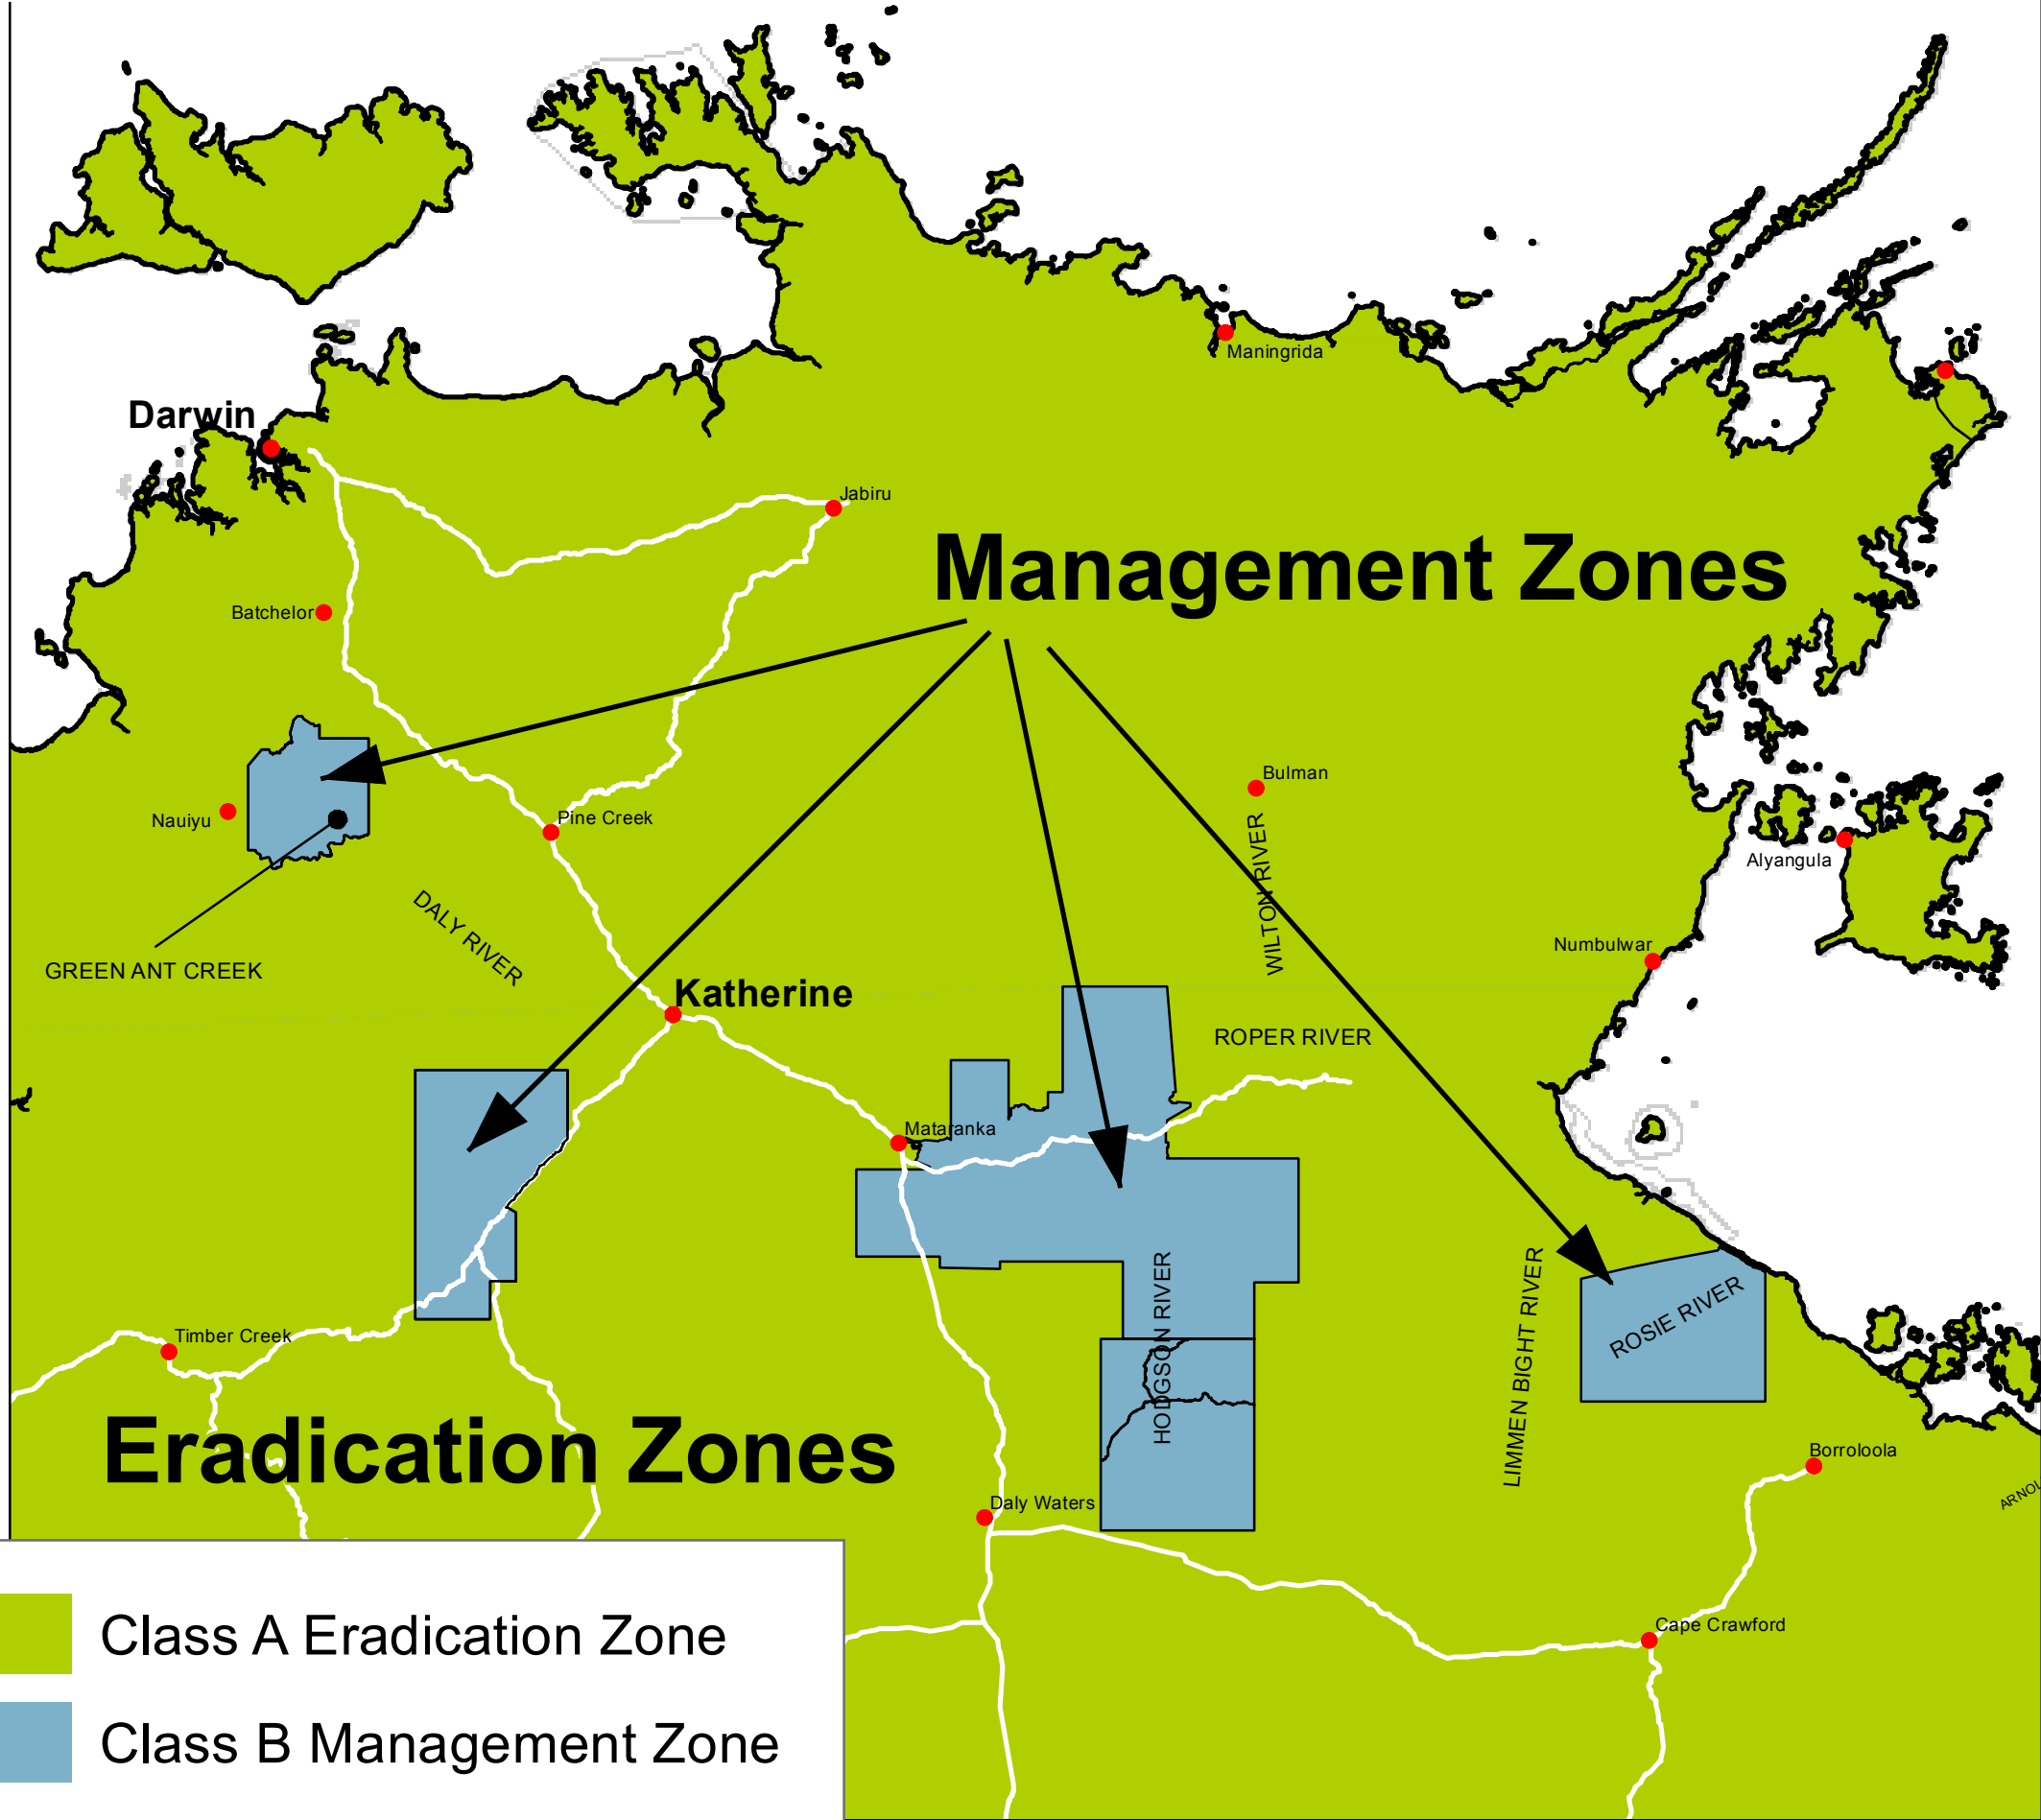 Maningrida
Darwin
Jabiru
Management Zones
Batchelor
Bulman
Nauiyu
Pine Creek
WILTON RIVER
Alyangula
DALY RIVER
Numbulwar
GREEN ANT CREEK
Katherine
ROPER RIVER
Mataranka
HODGSON RIVER
LIMMEN BIGHT RIVER
ROSIE RIVER
Timber Creek
Eradication Zones
Borroloola
ARNOL
Daly Waters
Class A Eradication Zone
Cape Crawford
Class B Management Zone